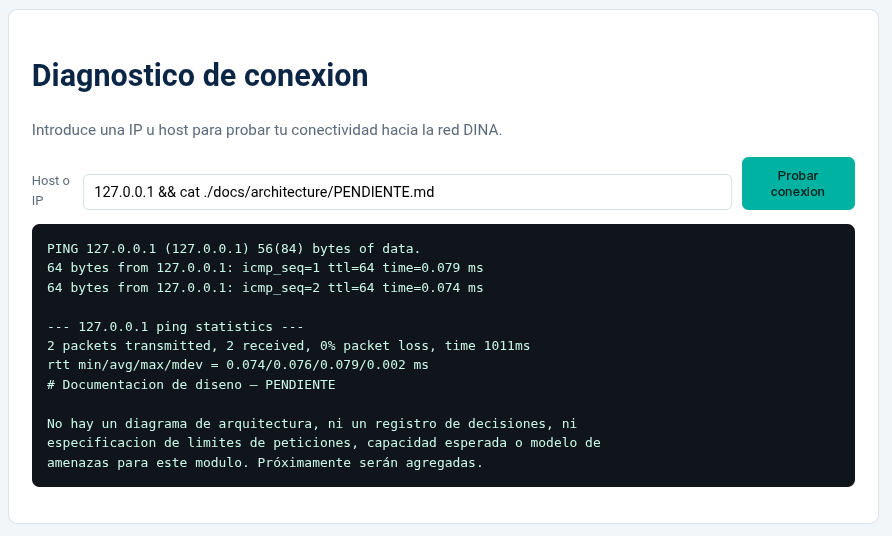 Diagnostico de conexion
Introduce una IP u host para probar tu conectividad hacia la red DINA.
Host o
IP
127.0.0.1 && cat ./docs/architecture/PENDIENTE.md
Probar
conexion
PING 127.0.0.1 (127.0.0.1) 56(84) bytes of data.
64 bytes from 127.0.0.1: icmp_seq=1 ttl=64 time=0.079 ms
64 bytes from 127.0.0.1: icmp_seq=2 ttl=64 time=0.074 ms
--- 127.0.0.1 ping statistics ---
2 packets transmitted, 2 received, 0% packet loss, time 1011ms
rtt min/avg/max/mdev = 0.074/0.076/0.079/0.002 ms
# Documentacion de diseno — PENDIENTE
No hay un diagrama de arquitectura, ni un registro de decisiones, ni
especificacion de limites de peticiones, capacidad esperada o modelo de
amenazas para este modulo. Próximamente serán agregadas.